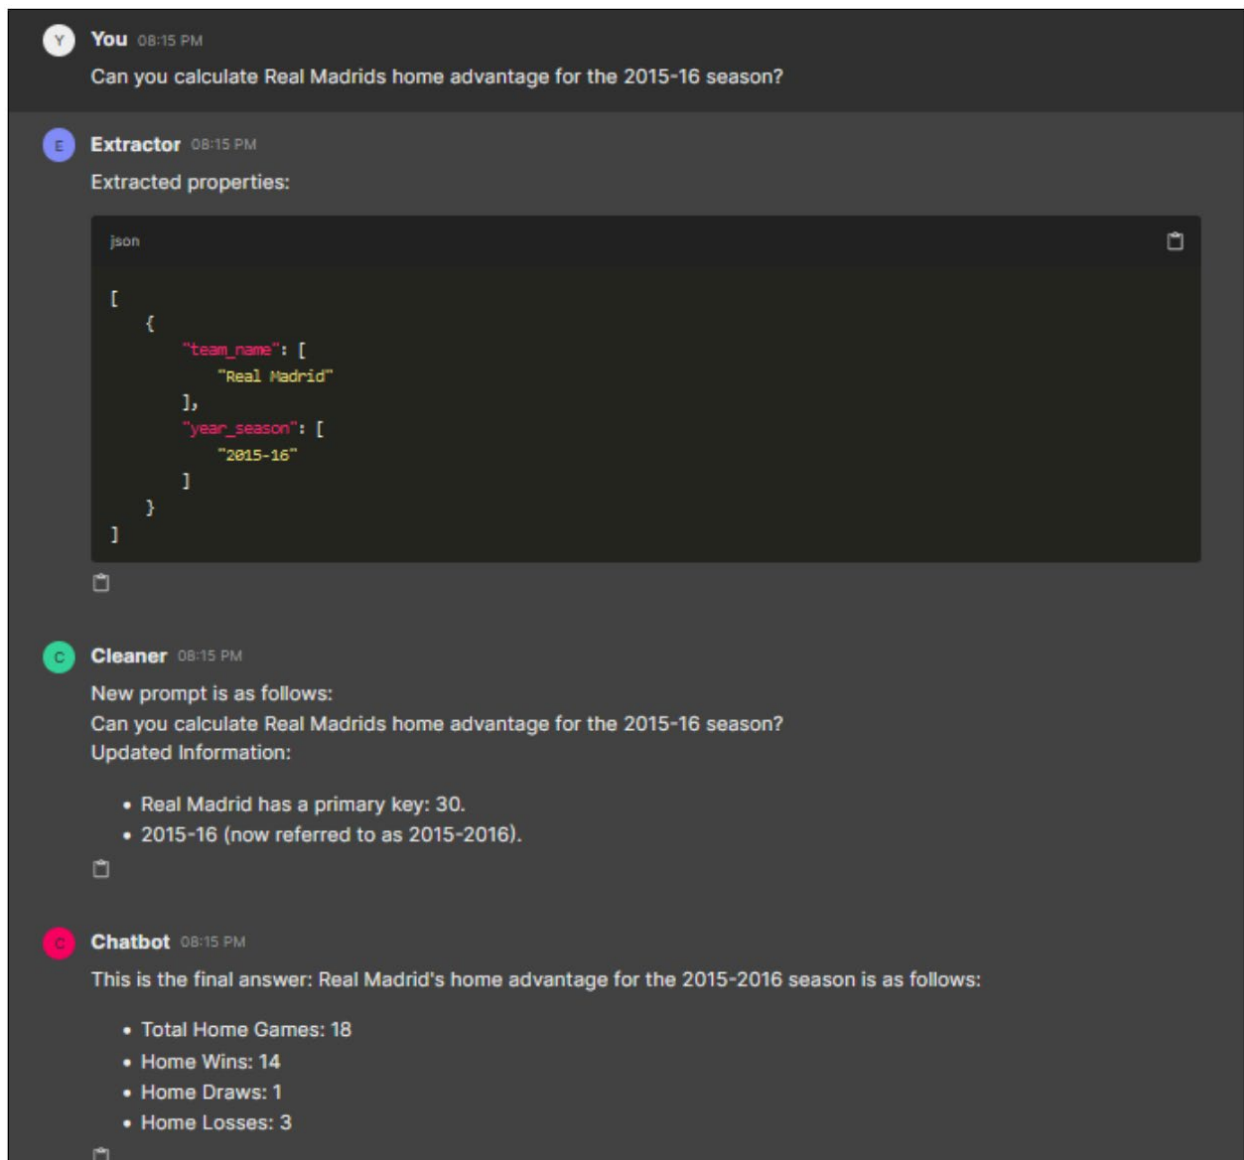 Y You 08:15 PM
Can you calculate Real Madrids home advantage for the 2015-16 season?
E Extractor 08:15 PM
Extracted properties:
json
[
    {
        "team_name": [
            "Real Madrid"
        ],
        "year_season": [
            "2015-16"
        ]
    }
]
C Cleaner 08:15 PM
New prompt is as follows:
Can you calculate Real Madrids home advantage for the 2015-16 season?
Updated Information:
• Real Madrid has a primary key: 30.
• 2015-16 (now referred to as 2015-2016).
C Chatbot 08:15 PM
This is the final answer: Real Madrid's home advantage for the 2015-2016 season is as follows:
• Total Home Games: 18
• Home Wins: 14
• Home Draws: 1
• Home Losses: 3